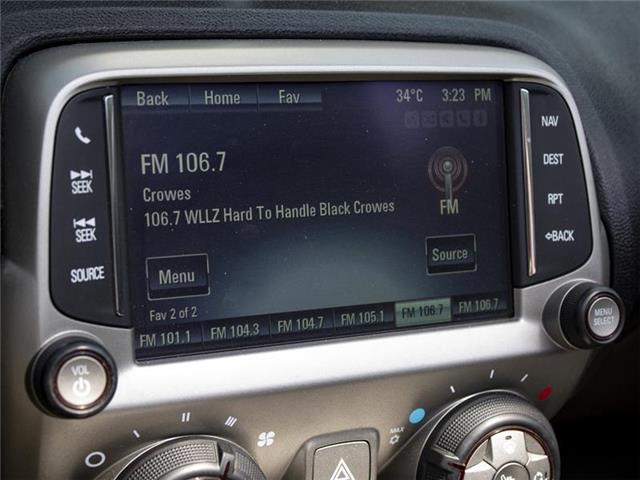 Back Home Fav 34°C 3:23 PM
SEEK
SEEK
SOURCE
FM 106.7
Crowes
106.7 WLLZ Hard To Handle Black Crowes
FM
Menu
Source
Fav 2 of 2
FM 101.1 FM 104.3 FM 104.7 FM 105.1 FM 106.7 FM 106.7
NAV
DEST
RPT
BACK
VOL
MENU
SELECT
MAX